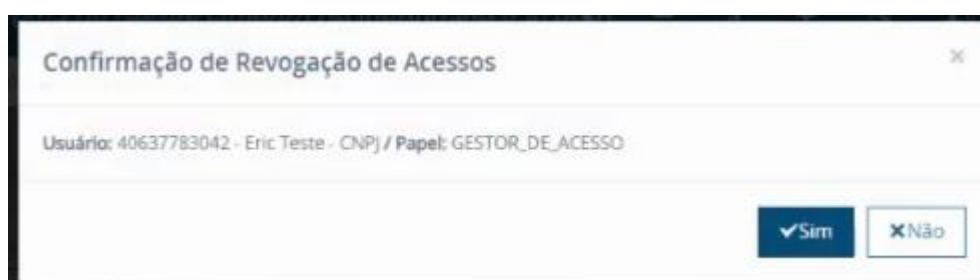 Confirmação de Revogação de Acessos
Usuário: 40637783042 - Eric Teste - CNPJ / Papel: GESTOR_DE_ACESSO
Sim Não